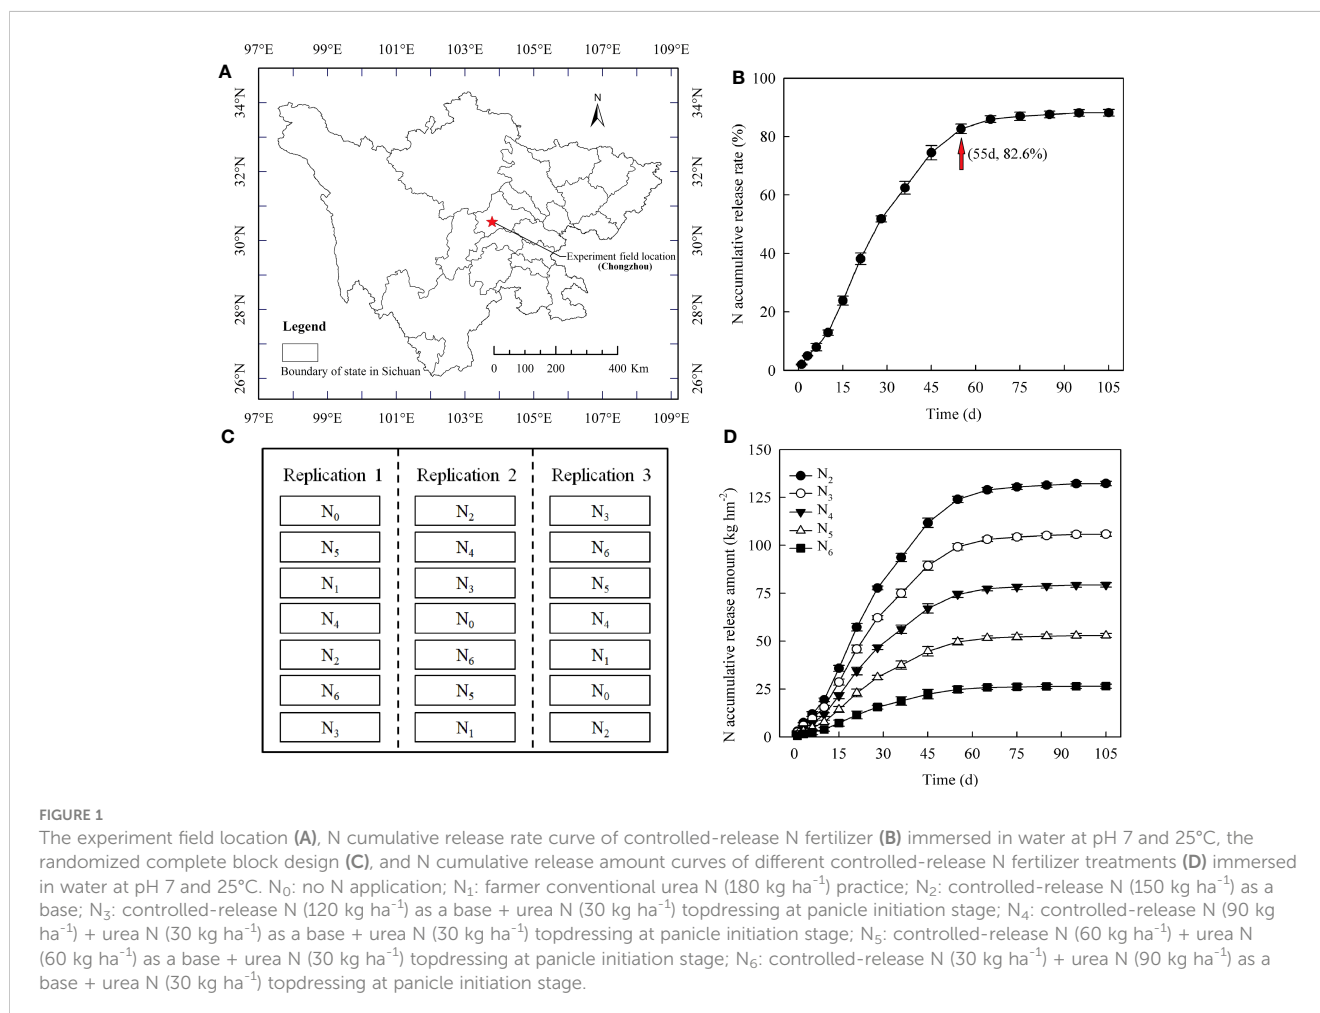 A
97°E 99°E 101°E 103°E 105°E 107°E 109°E
34°N 34°N
32°N 32°N
30°N 30°N
28°N 28°N
26°N 26°N
N
Experiment field location
(Chongzhou)
Legend
Boundary of state in Sichuan
0 100 200 400 Km
97°E 99°E 101°E 103°E 105°E 107°E 109°E
B
N accumulative release rate (%)
100
80
60
40
20
0
(55d, 82.6%)
0 15 30 45 60 75 90 105
Time (d)
C
Replication 1 Replication 2 Replication 3
N₀ N₂ N₃
N₅ N₄ N₆
N₁ N₃ N₅
N₄ N₀ N₄
N₂ N₆ N₁
N₆ N₅ N₀
N₃ N₁ N₂
D
N accumulative release amount (kg hm⁻²)
150
125
100
75
50
25
0
N₂
N₃
N₄
N₅
N₆
0 15 30 45 60 75 90 105
Time (d)
FIGURE 1
The experiment field location (A), N cumulative release rate curve of controlled-release N fertilizer (B) immersed in water at pH 7 and 25°C, the
randomized complete block design (C), and N cumulative release amount curves of different controlled-release N fertilizer treatments (D) immersed
in water at pH 7 and 25°C. N₀: no N application; N₁: farmer conventional urea N (180 kg ha⁻¹) practice; N₂: controlled-release N (150 kg ha⁻¹) as a
base; N₃: controlled-release N (120 kg ha⁻¹) as a base + urea N (30 kg ha⁻¹) topdressing at panicle initiation stage; N₄: controlled-release N (90 kg
ha⁻¹) + urea N (30 kg ha⁻¹) as a base + urea N (30 kg ha⁻¹) topdressing at panicle initiation stage; N₅: controlled-release N (60 kg ha⁻¹) + urea N
(60 kg ha⁻¹) as a base + urea N (30 kg ha⁻¹) topdressing at panicle initiation stage; N₆: controlled-release N (30 kg ha⁻¹) + urea N (90 kg ha⁻¹) as a
base + urea N (30 kg ha⁻¹) topdressing at panicle initiation stage.